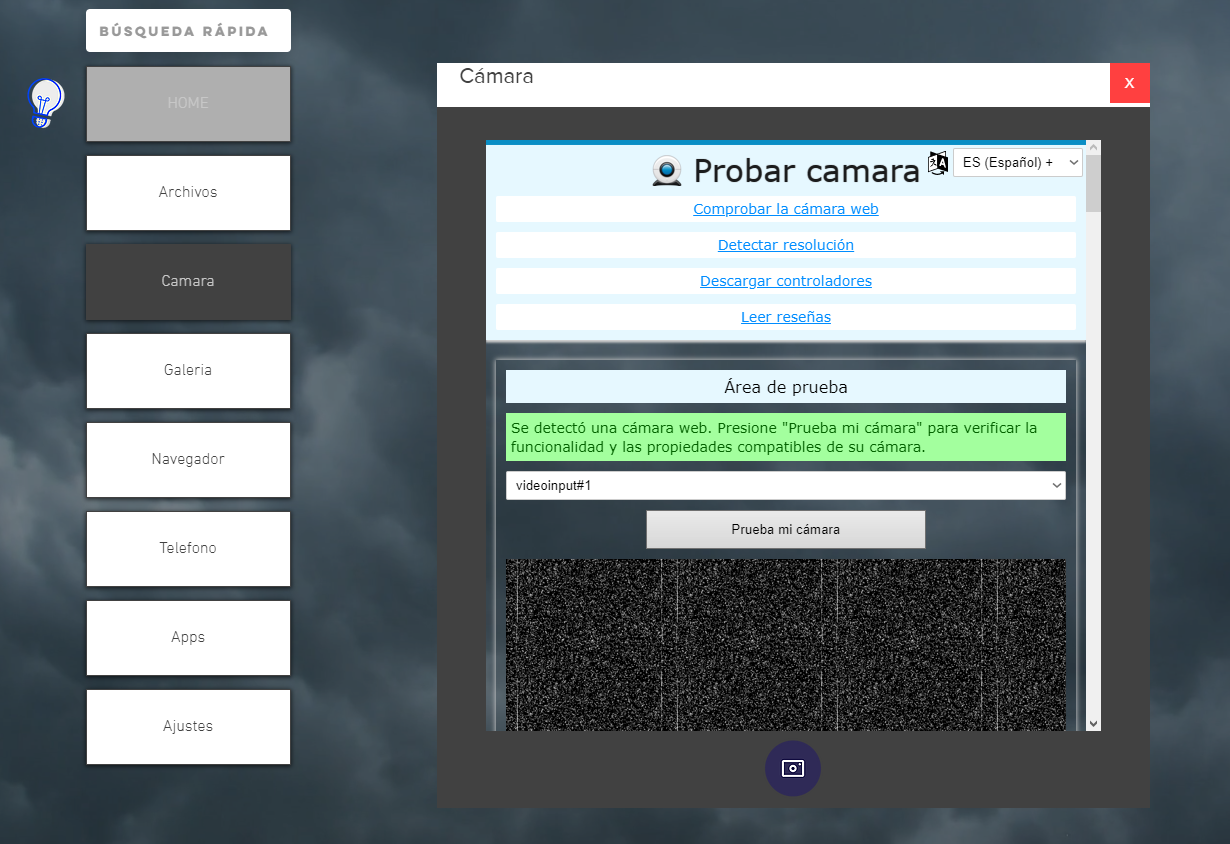 BÚSQUEDA RÁPIDA
HOME
Archivos
Camara
Galeria
Navegador
Telefono
Apps
Ajustes
Cámara
X
Probar camara
ES (Español) +
Comprobar la cámara web
Detectar resolución
Descargar controladores
Leer reseñas
Área de prueba
Se detectó una cámara web. Presione "Prueba mi cámara" para verificar la
funcionalidad y las propiedades compatibles de su cámara.
videoinput#1
Prueba mi cámara